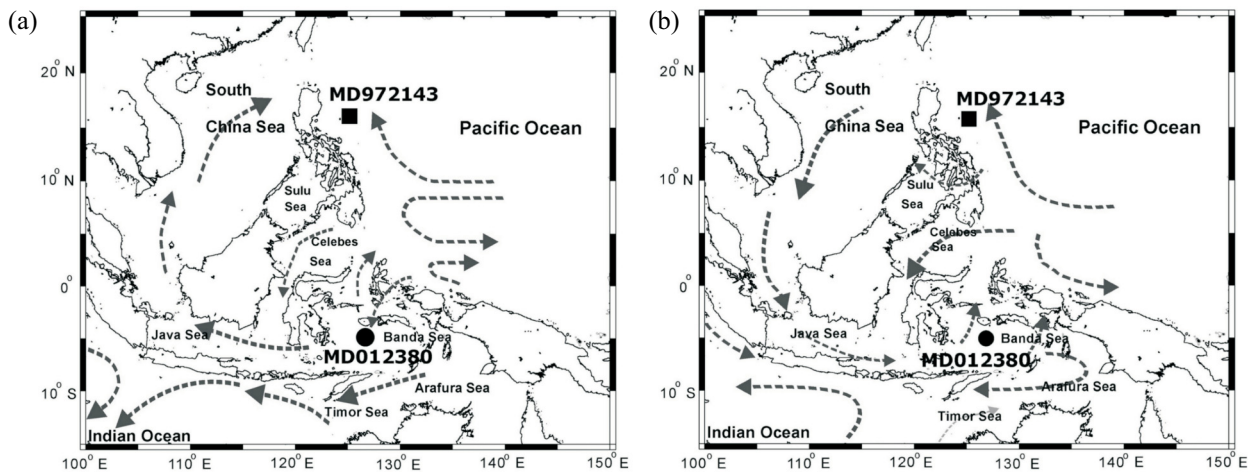 (a)
20° N
10° N
0°
10° S
South
China Sea
MD972143
Pacific Ocean
Sulu
Sea
Celebes
Sea
Java Sea
Banda Sea
MD012380
Arafura Sea
Timor Sea
Indian Ocean
100° E 110° E 120° E 130° E 140° E 150° E
(b)
20° N
10° N
0°
10° S
South
China Sea
MD972143
Pacific Ocean
Sulu
Sea
Celebes
Sea
Java Sea
Banda Sea
MD012380
Arafura Sea
Timor Sea
Indian Ocean
100° E 110° E 120° E 130° E 140° E 150° E